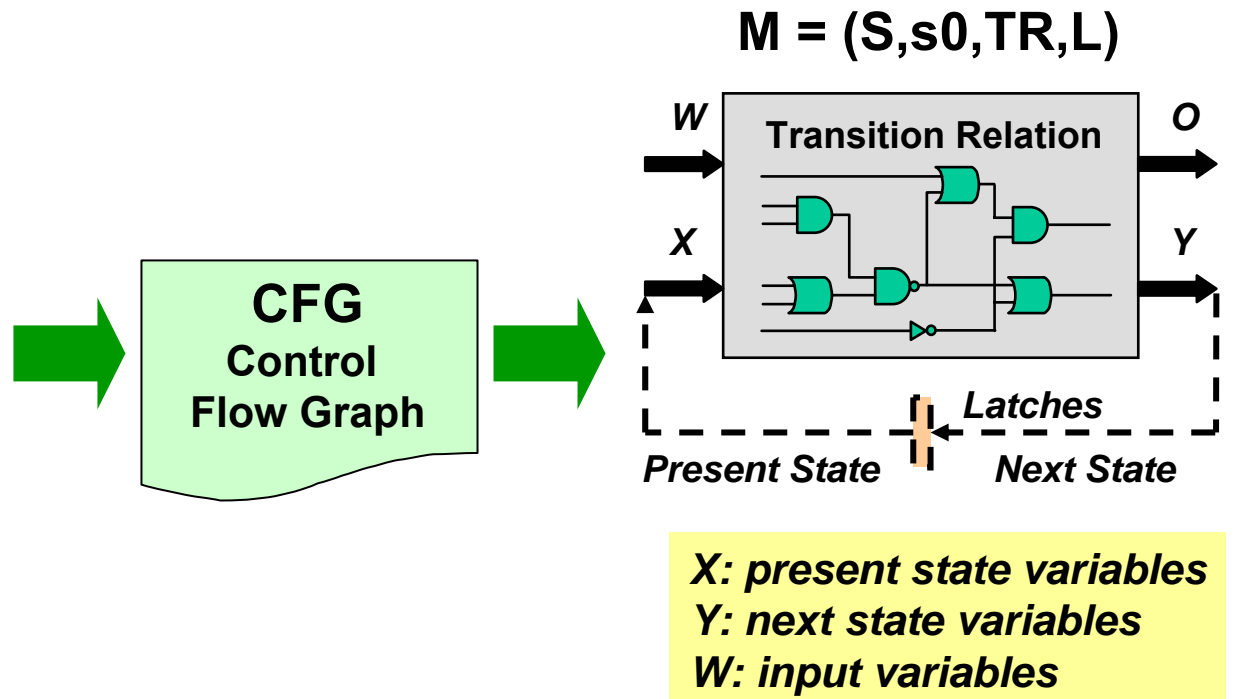 M = (S,s0,TR,L)
W
Transition Relation
O
X
Y
CFG
Control
Flow Graph
Latches
Present State
Next State
X: present state variables
Y: next state variables
W: input variables